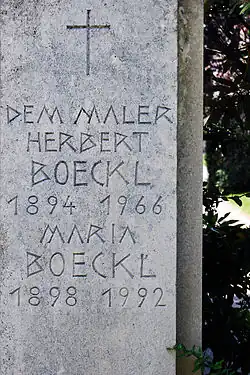 DEM MALER
HERBERT
BOECKL
1894 1966
MARIA
BOECKL
1898 1992